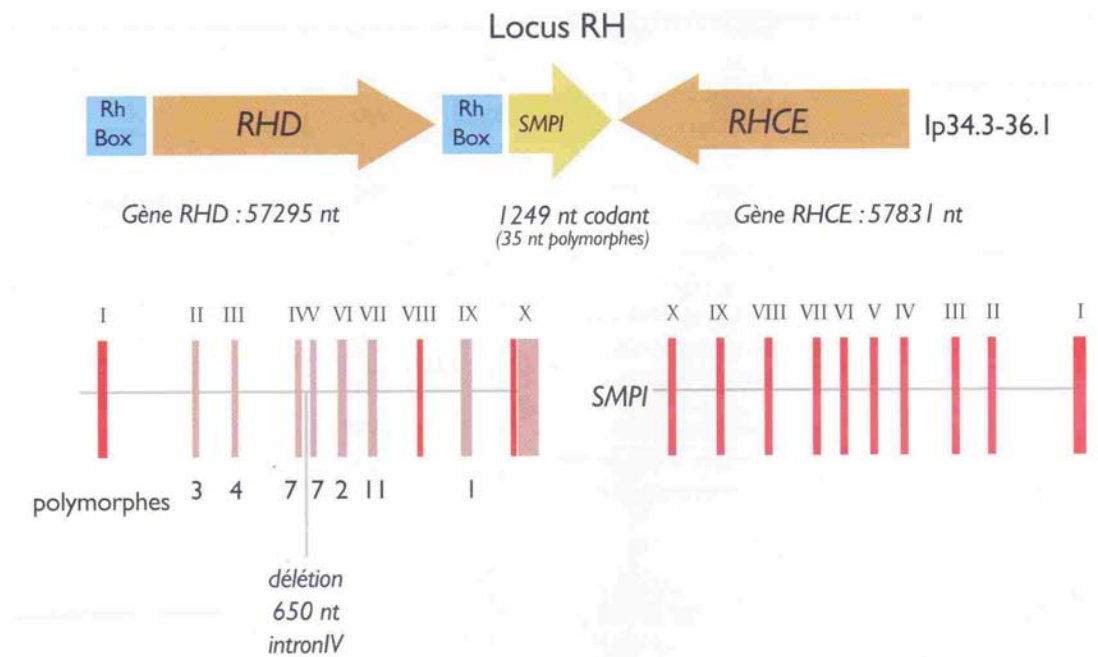 Locus RH
Rh Box RHD Rh Box SMPI RHCE 1p34.3-36.1
Gène RHD : 57295 nt 1249 nt codant Gène RHCE : 57831 nt
(35 nt polymorphes)
I II III IV V VI VII VIII IX X X IX VIII VII VI V IV III II I
SMPI
polymorphes 3 4 7 7 2 11 1
délétion
650 nt
intronIV